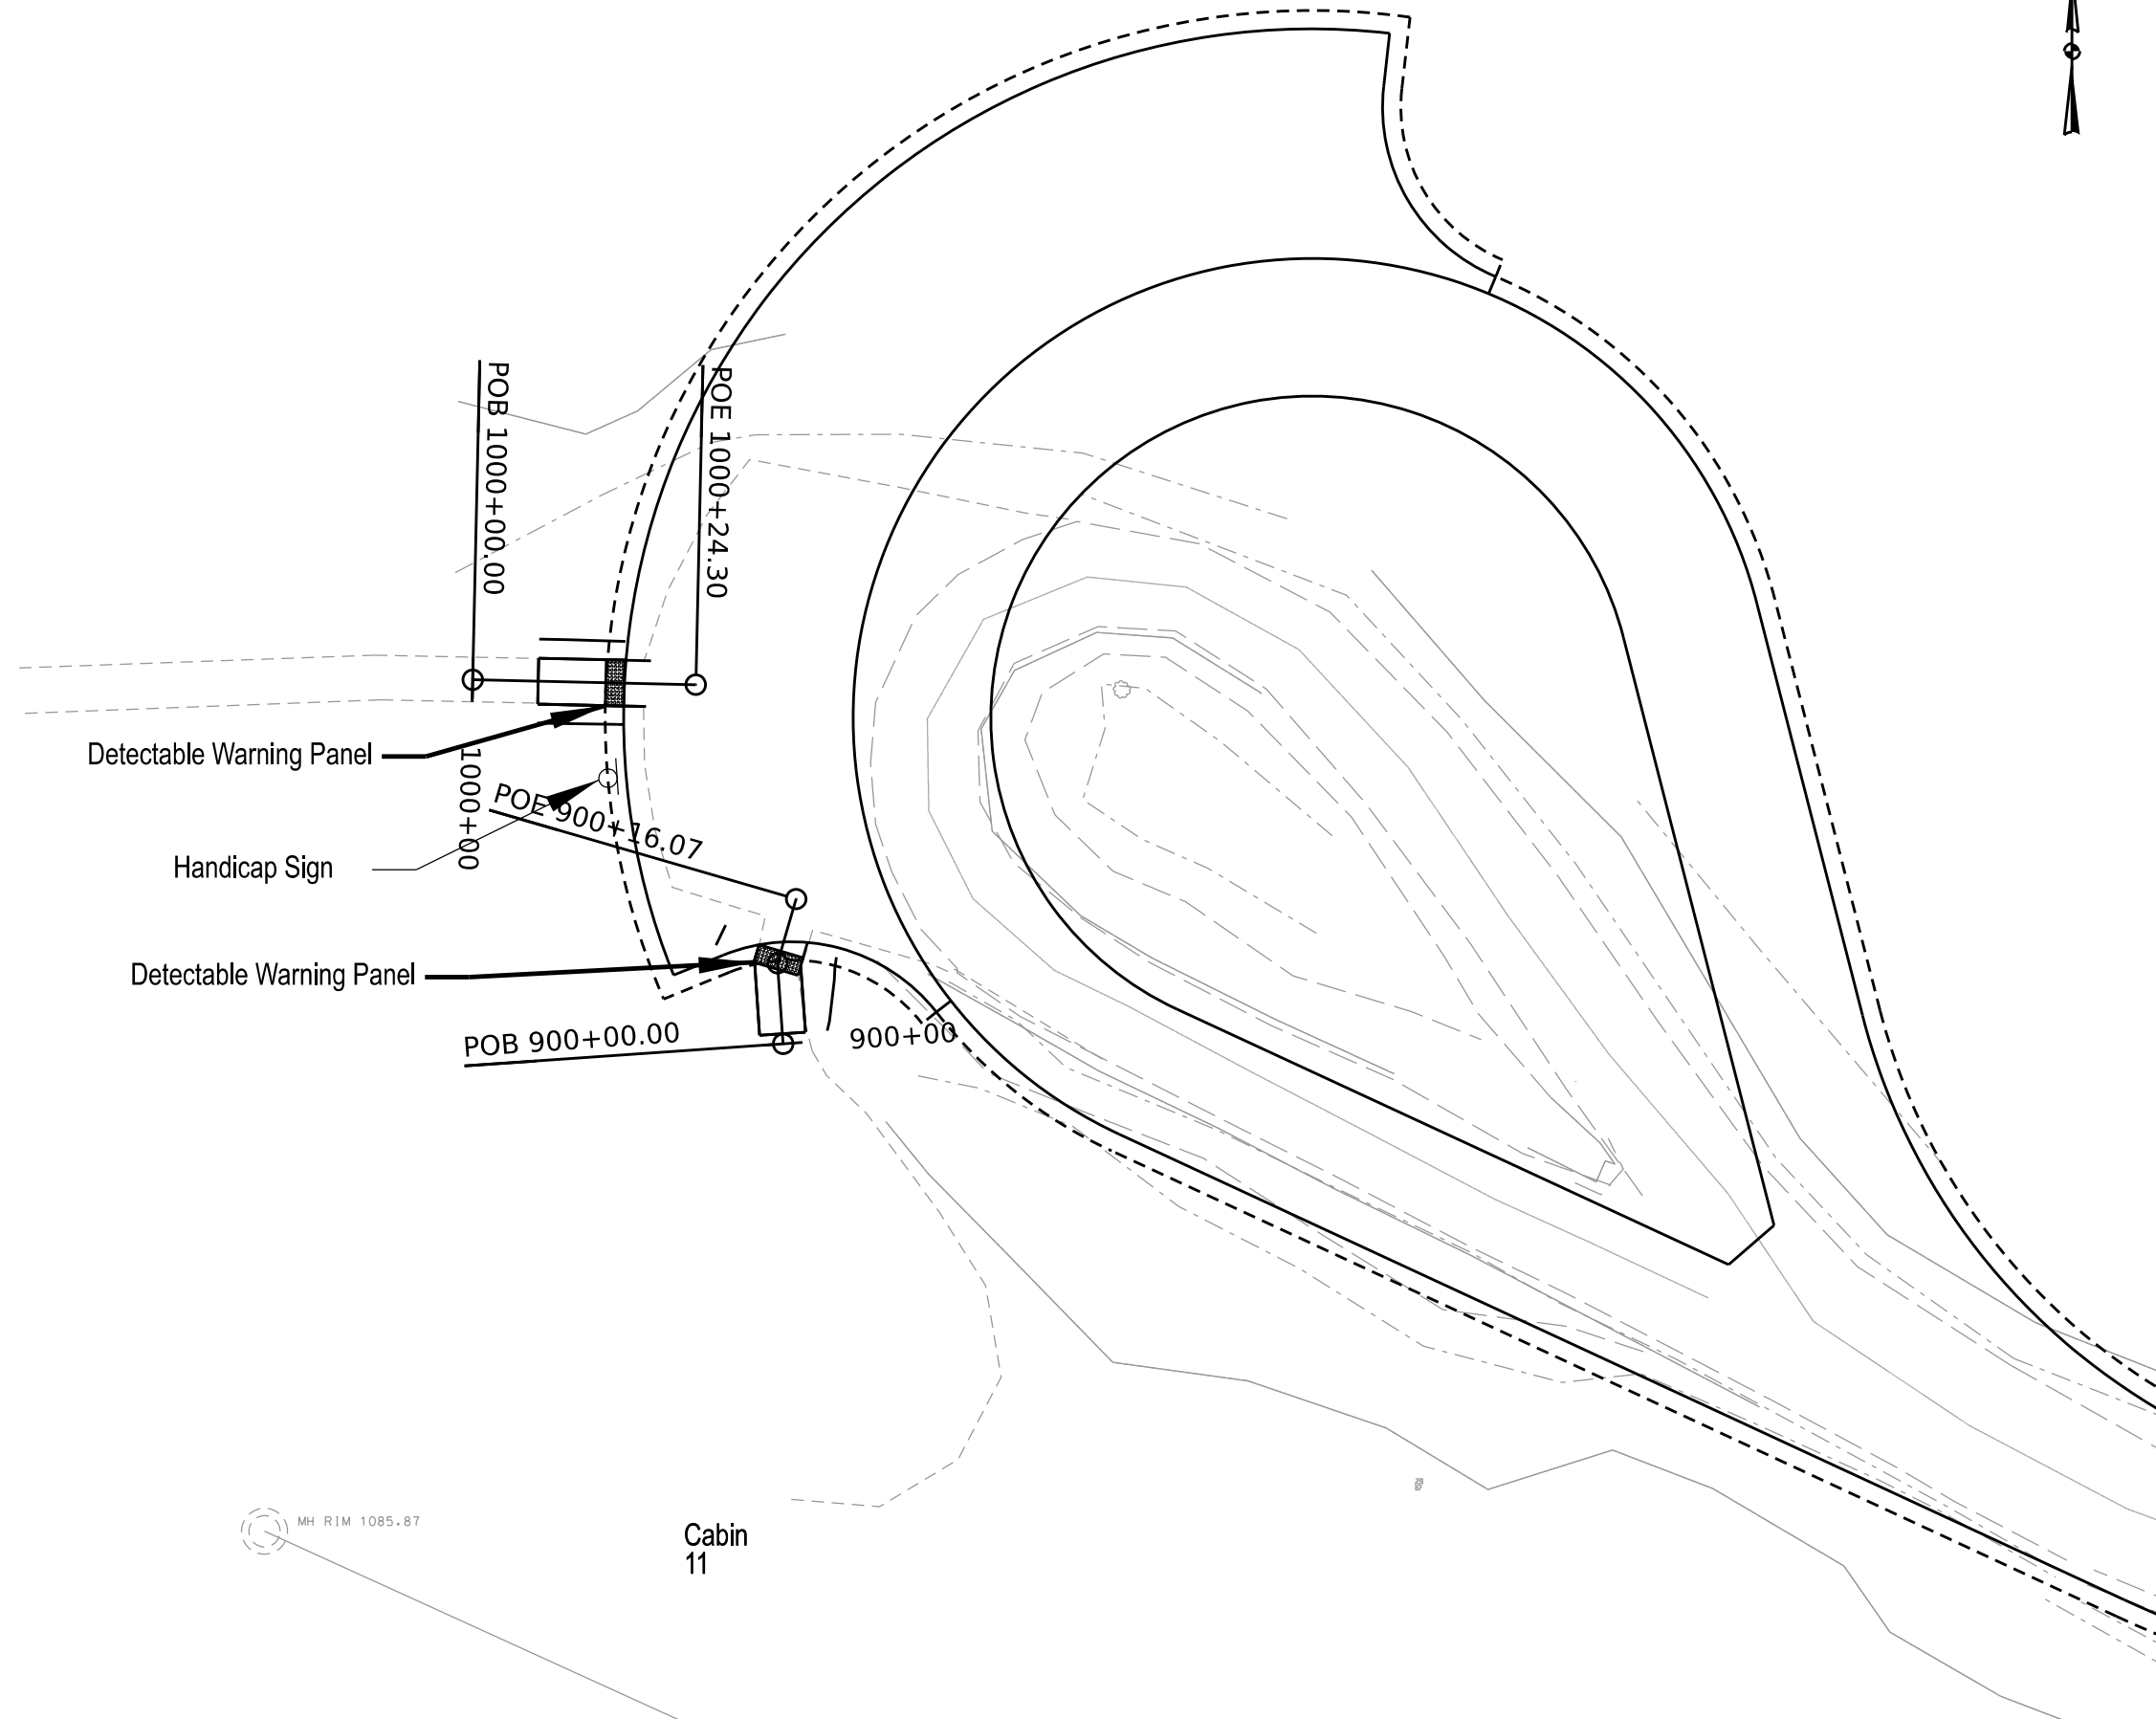 POB 1000+00.00
POE 1000+24.30
Detectable Warning Panel
1000+00
POE 900+16.07
Handicap Sign
Detectable Warning Panel
POB 900+00.00
900+00
MH RIM 1085.87
Cabin
11